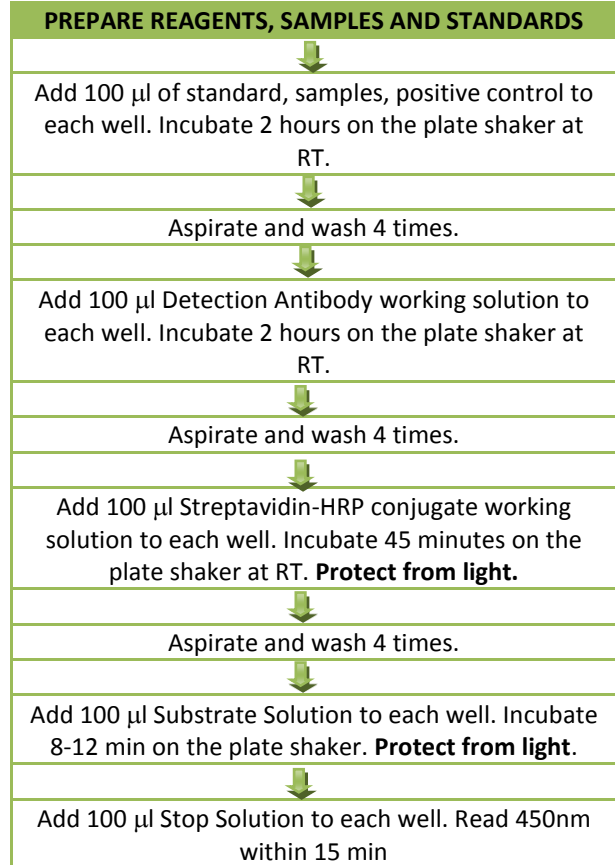 PREPARE REAGENTS, SAMPLES AND STANDARDS
Add 100 μl of standard, samples, positive control to
each well. Incubate 2 hours on the plate shaker at
RT.
Aspirate and wash 4 times.
Add 100 μl Detection Antibody working solution to
each well. Incubate 2 hours on the plate shaker at
RT.
Aspirate and wash 4 times.
Add 100 μl Streptavidin-HRP conjugate working
solution to each well. Incubate 45 minutes on the
plate shaker at RT. Protect from light.
Aspirate and wash 4 times.
Add 100 μl Substrate Solution to each well. Incubate
8-12 min on the plate shaker. Protect from light.
Add 100 μl Stop Solution to each well. Read 450nm
within 15 min